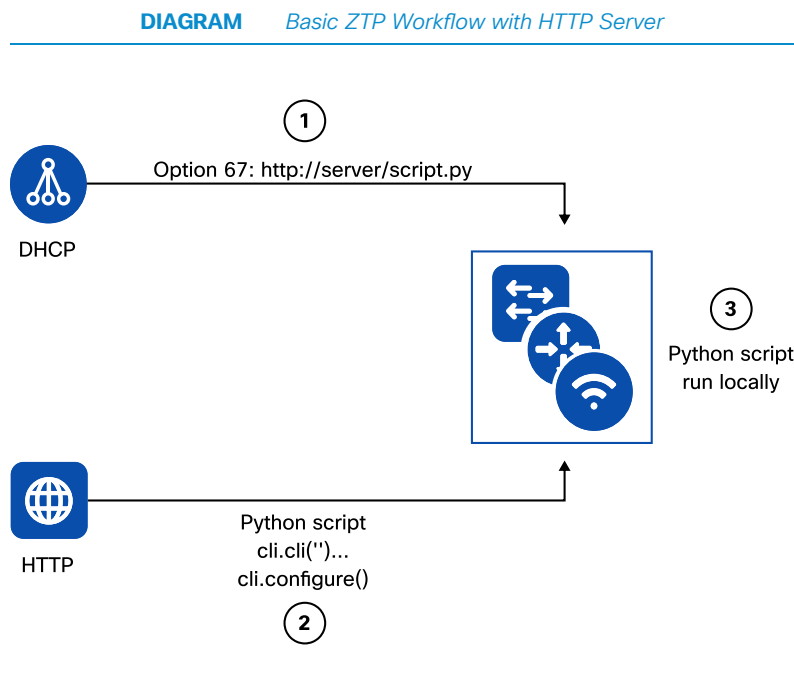 DIAGRAM Basic ZTP Workflow with HTTP Server
1
Option 67: http://server/script.py
DHCP
3
Python script
run locally
HTTP
Python script
cli.cli('')...
cli.configure()
2